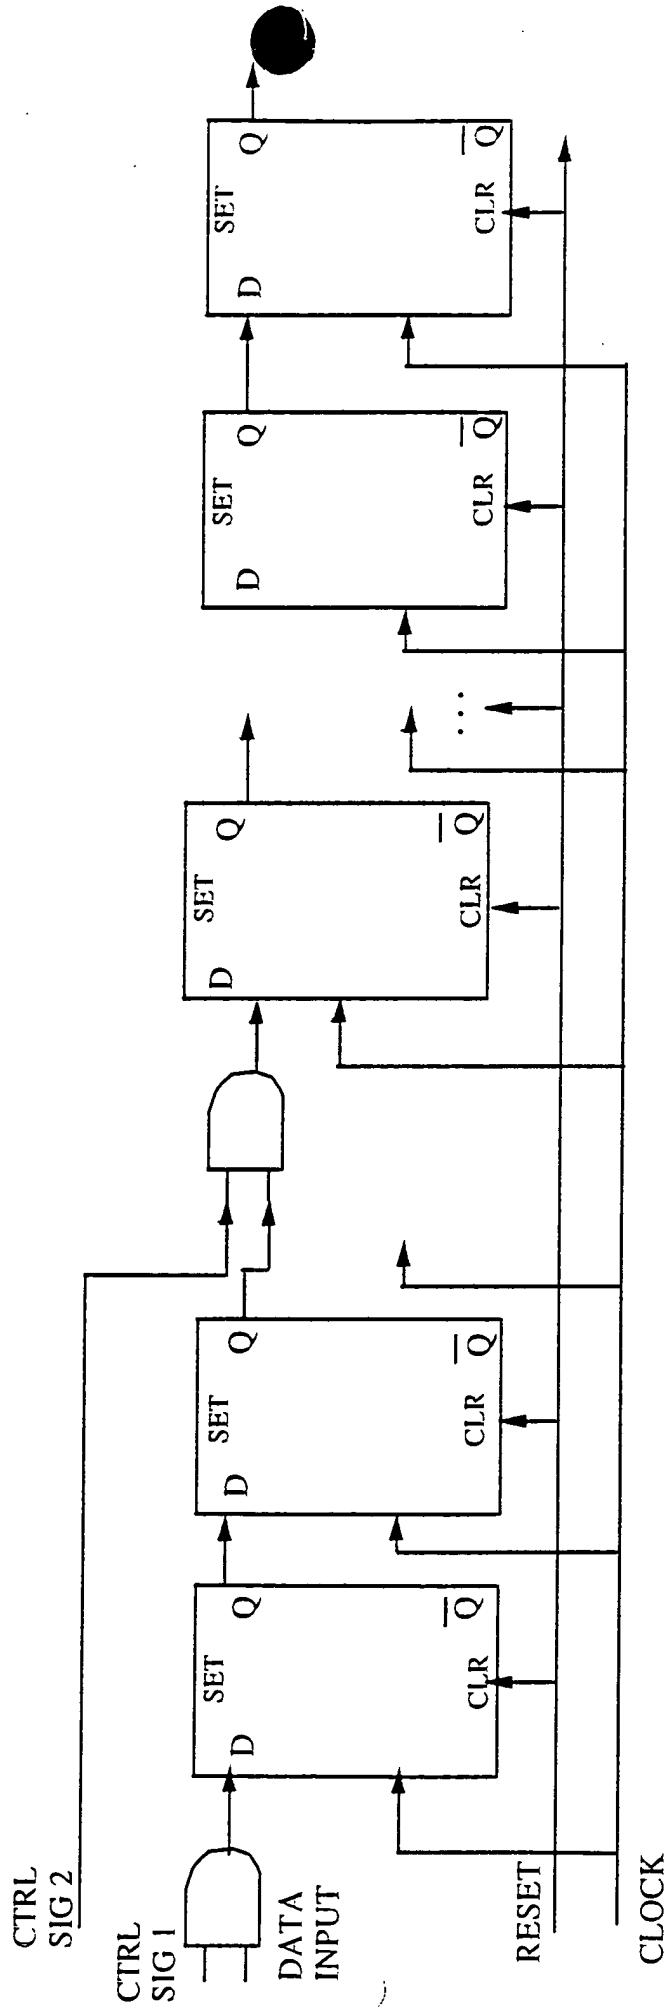 CTRL
SIG 2
CTRL
SIG 1
DATA
INPUT
RESET
CLOCK
D
SET
Q
CLR
Q̅
D
SET
Q
CLR
Q̅
D
SET
Q
CLR
Q̅
...
D
SET
Q
CLR
Q̅
D
SET
Q
CLR
Q̅